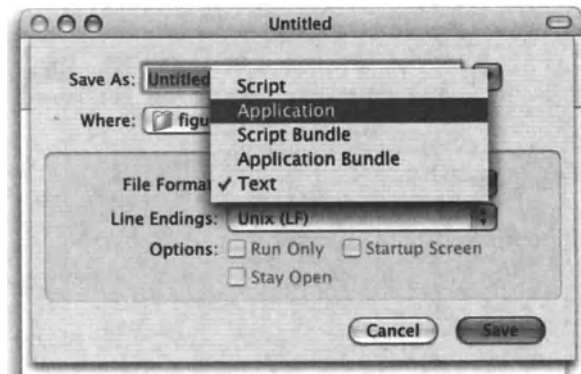 Untitled
Save As: Untitled
Script
Application
Where: figu
Script Bundle
Application Bundle
File Forma ✓ Text
Line Endings: Unix (LF)
Options: Run Only Startup Screen
Stay Open
Cancel Save